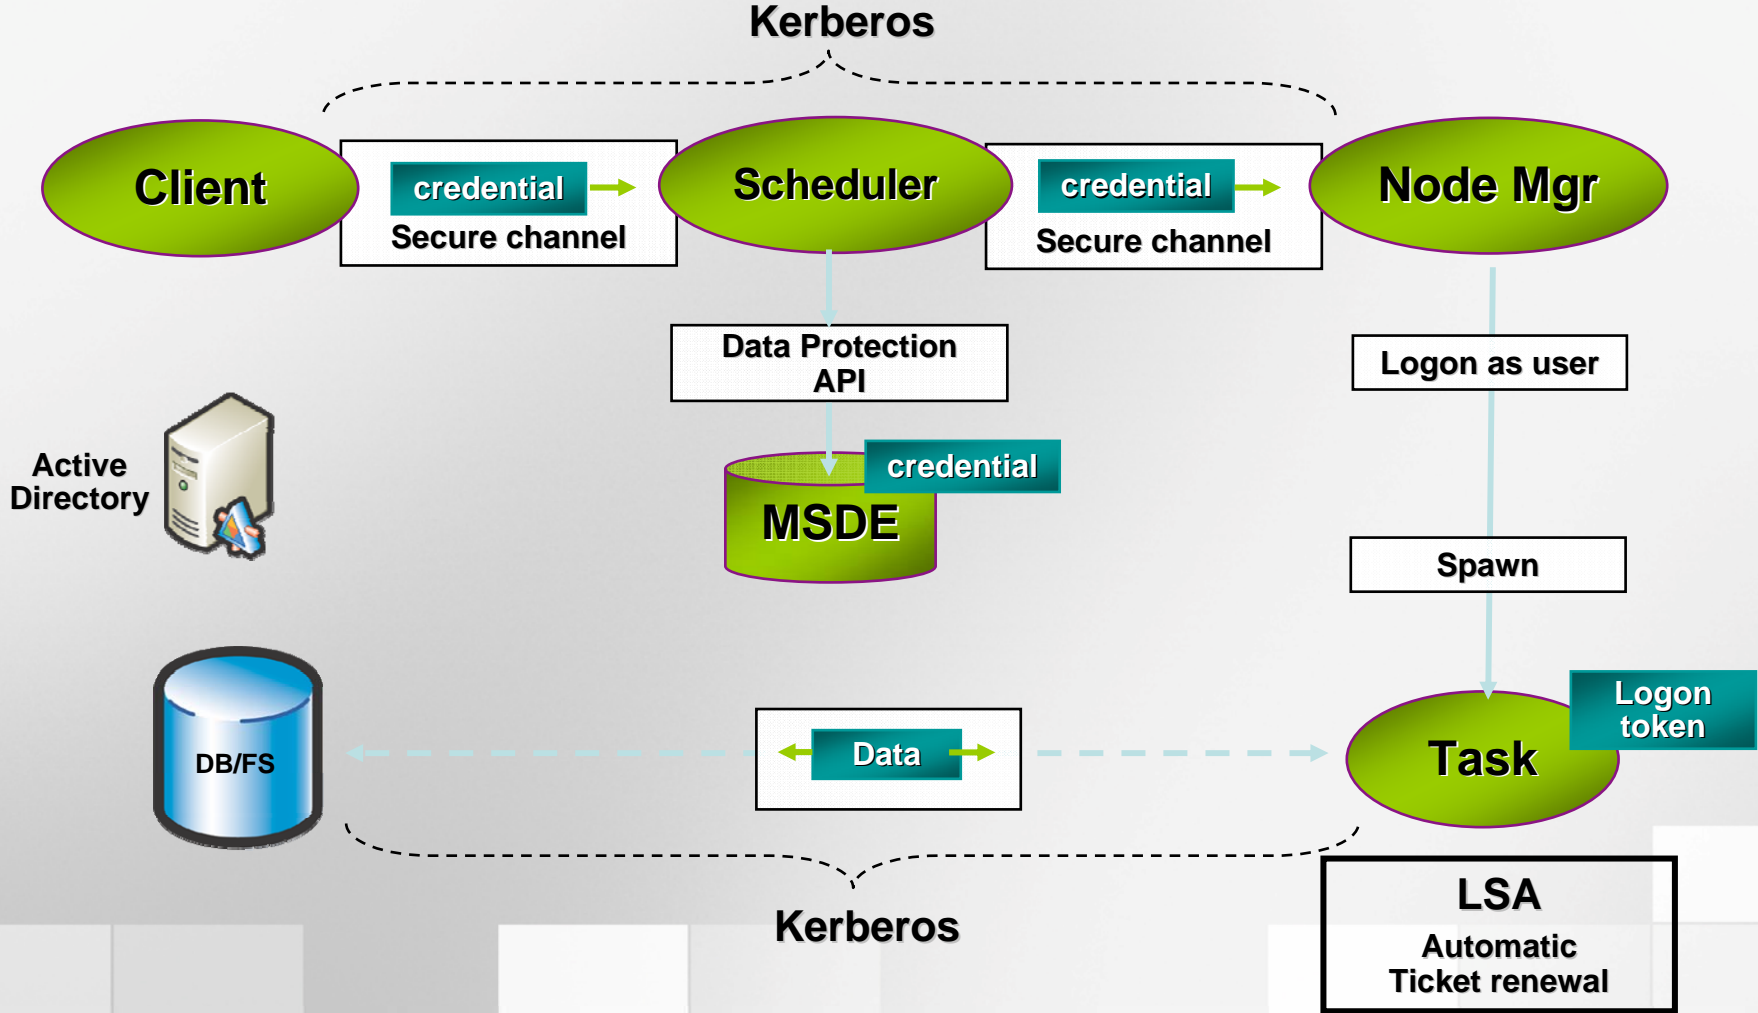 Kerberos
Client
credential
Secure channel
Scheduler
credential
Secure channel
Node Mgr
Data Protection
API
Logon as user
Active
Directory
credential
MSDE
Spawn
DB/FS
Data
Logon
token
Task
Kerberos
LSA
Automatic
Ticket renewal